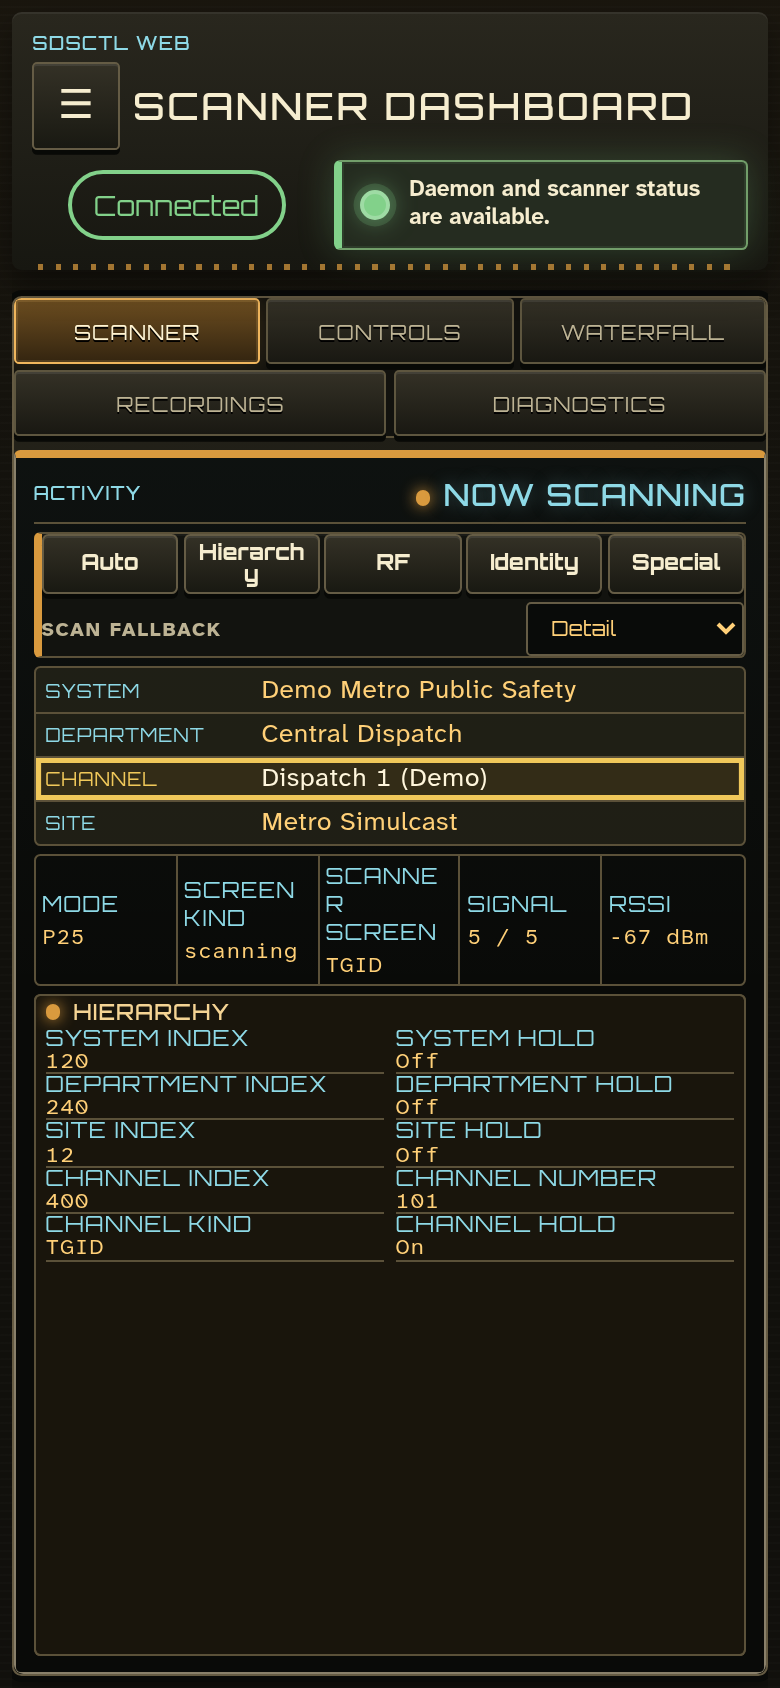 SDSCTL WEB
☰ SCANNER DASHBOARD
Connected
Daemon and scanner status
are available.
SCANNER
CONTROLS
WATERFALL
RECORDINGS
DIAGNOSTICS
ACTIVITY
NOW SCANNING
Auto
Hierarch
y
RF
Identity
Special
SCAN FALLBACK
Detail
SYSTEM Demo Metro Public Safety
DEPARTMENT Central Dispatch
CHANNEL Dispatch 1 (Demo)
SITE Metro Simulcast
MODE
P25
SCREEN
KIND
scanning
SCANNE
R
SCREEN
TGID
SIGNAL
5 / 5
RSSI
-67 dBm
HIERARCHY
SYSTEM INDEX
120
SYSTEM HOLD
Off
DEPARTMENT INDEX
240
DEPARTMENT HOLD
Off
SITE INDEX
12
SITE HOLD
Off
CHANNEL INDEX
400
CHANNEL NUMBER
101
CHANNEL KIND
TGID
CHANNEL HOLD
On